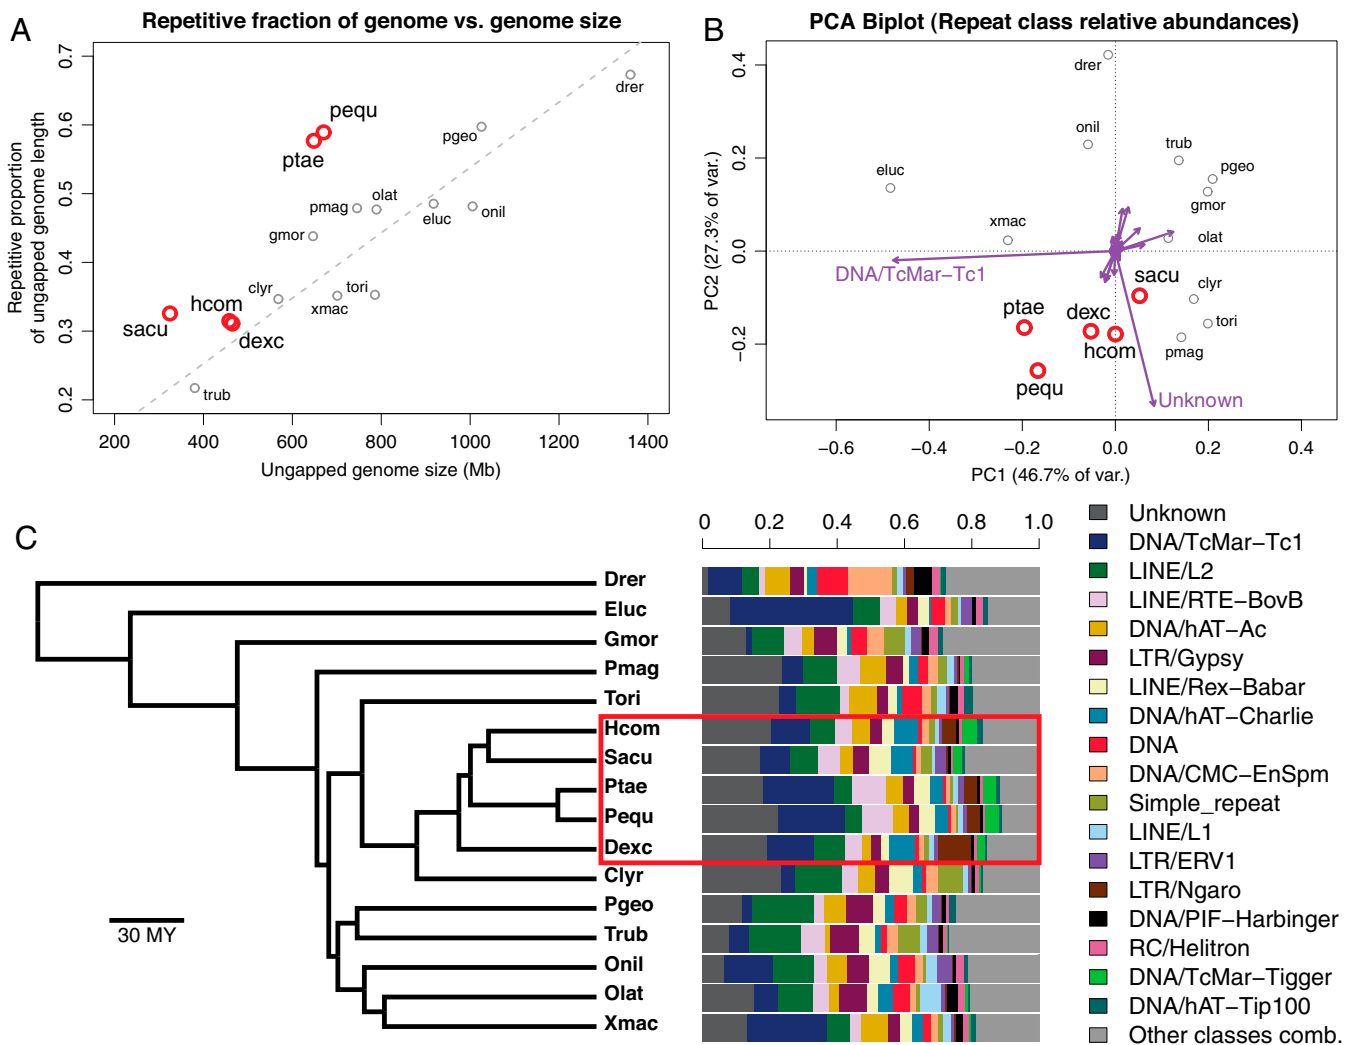 A
Repetitive fraction of genome vs. genome size
Repetitive proportion
of ungapped genome length
0.7
0.6
0.5
0.4
0.3
0.2
drer
pequ
pgeo
ptae
pmag
olat
eluc
onil
gmor
clyr
tori
xmac
hcom
sacu
dexc
trub
200
400
600
800
1000
1200
1400
Ungapped genome size (Mb)
B
PCA Biplot (Repeat class relative abundances)
PC2 (27.3% of var.)
0.4
0.2
0.0
−0.2
drer
onil
trub
pgeo
eluc
gmor
xmac
olat
DNA/TcMar−Tc1
sacu
clyr
ptae
dexc
tori
hcom
pmag
pequ
Unknown
−0.6
−0.4
−0.2
0.0
0.2
0.4
PC1 (46.7% of var.)
C
0
0.2
0.4
0.6
0.8
1.0
Drer
Eluc
Gmor
Pmag
Tori
Hcom
Sacu
Ptae
Pequ
Dexc
Clyr
Pgeo
Trub
Onil
Olat
Xmac
30 MY
Unknown
DNA/TcMar−Tc1
LINE/L2
LINE/RTE−BovB
DNA/hAT−Ac
LTR/Gypsy
LINE/Rex−Babar
DNA/hAT−Charlie
DNA
DNA/CMC−EnSpm
Simple_repeat
LINE/L1
LTR/ERV1
LTR/Ngaro
DNA/PIF−Harbinger
RC/Helitron
DNA/TcMar−Tigger
DNA/hAT−Tip100
Other classes comb.